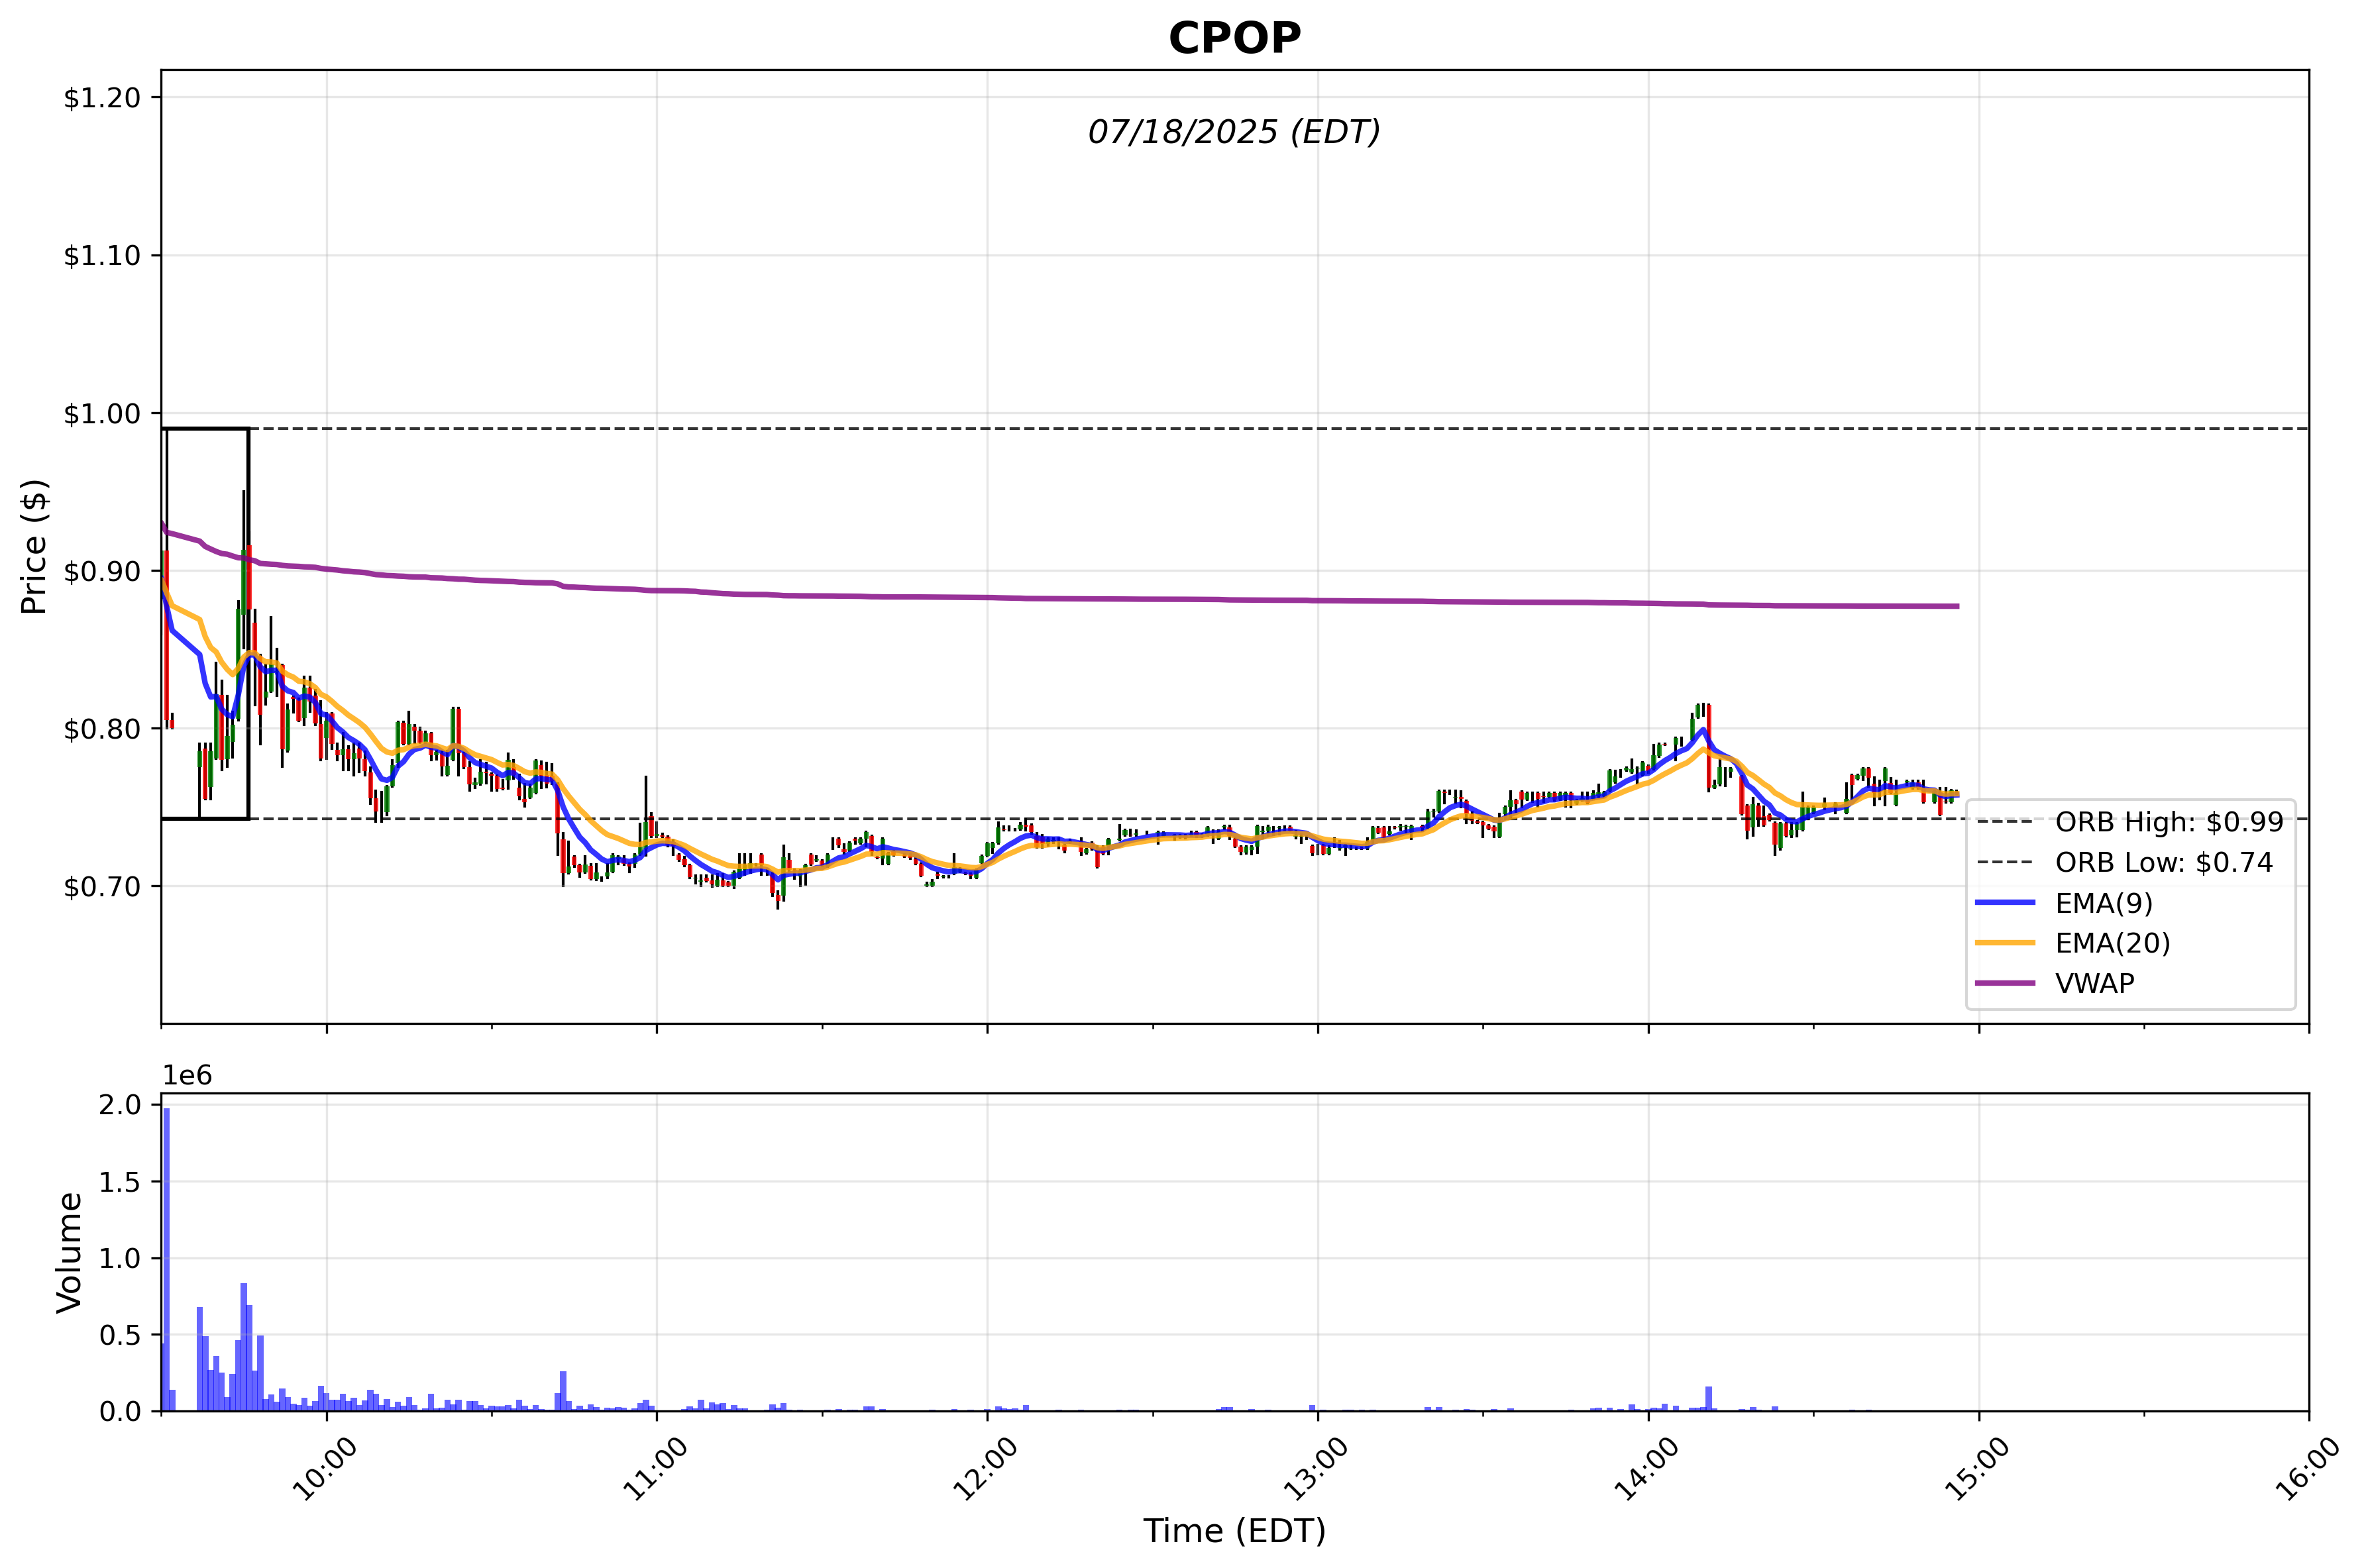 CPOP
07/18/2025 (EDT)
Price ($)
$1.20
$1.10
$1.00
$0.90
$0.80
$0.70
ORB High: $0.99
ORB Low: $0.74
EMA(9)
EMA(20)
VWAP
1e6
Volume
2.0
1.5
1.0
0.5
0.0
10:00
11:00
12:00
13:00
14:00
15:00
16:00
Time (EDT)